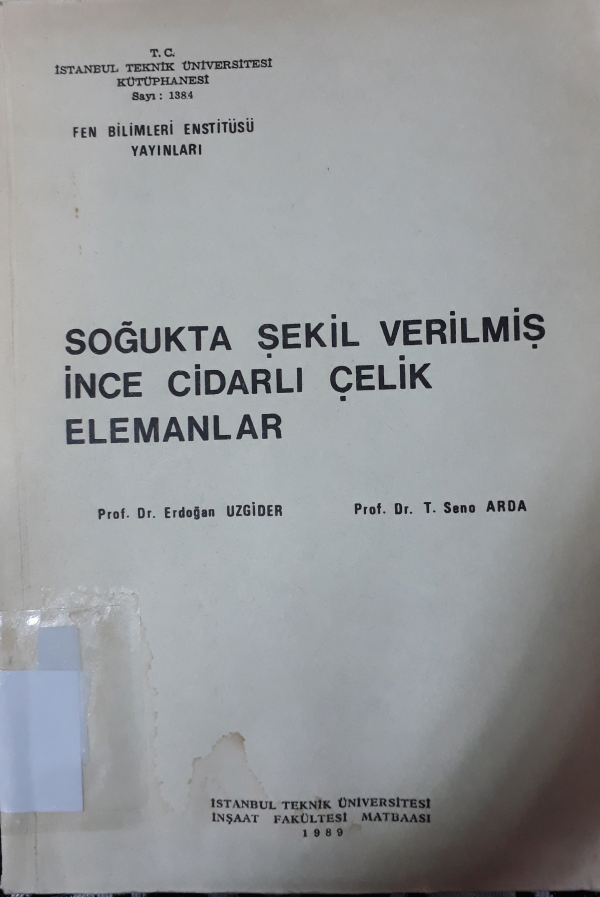 T.C.
İSTANBUL TEKNİK ÜNİVERSİTESİ
KÜTÜPHANESİ
Sayı: 1384
FEN BİLİMLERİ ENSTİTÜSÜ
YAYINLARI
SOĞUKTA ŞEKİL VERİLMİŞ
İNCE CİDARLI ÇELİK
ELEMANLAR
Prof. Dr. Erdoğan UZGİDER Prof. Dr. T. Seno ARDA
İSTANBUL TEKNİK ÜNİVERSİTESİ
İNŞAAT FAKÜLTESİ MATBAASI
1989